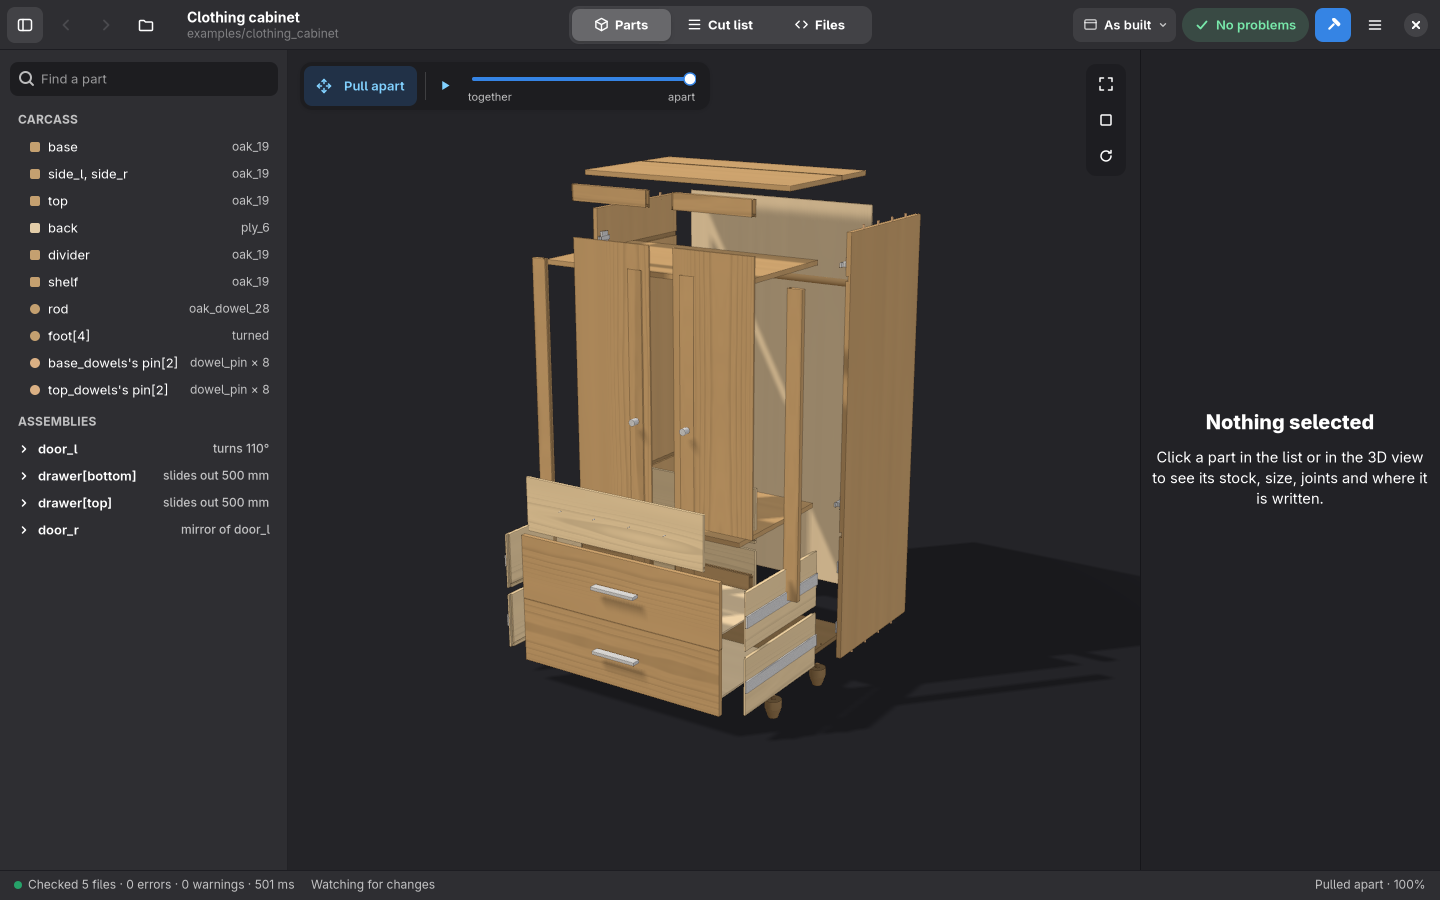 Clothing cabinet
examples/clothing_cabinet
Parts
Cut list
Files
As built
No problems
Find a part
Pull apart
together
apart
CARCASS
base oak_19
side_l, side_r oak_19
top oak_19
back ply_6
divider oak_19
shelf oak_19
rod oak_dowel_28
foot[4] turned
base_dowels's pin[2] dowel_pin × 8
top_dowels's pin[2] dowel_pin × 8
ASSEMBLIES
door_l turns 110°
drawer[bottom] slides out 500 mm
drawer[top] slides out 500 mm
door_r mirror of door_l
Nothing selected
Click a part in the list or in the 3D view
to see its stock, size, joints and where it
is written.
Checked 5 files · 0 errors · 0 warnings · 501 ms
Watching for changes
Pulled apart · 100%